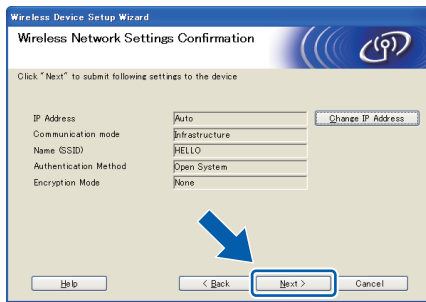 Wireless Device Setup Wizard
Wireless Network Settings Confirmation
Click "Next" to submit following settings to the device
IP Address Auto Change IP Address
Communication mode Infrastructure
Name (SSID) HELLO
Authentication Method Open System
Encryption Mode None
Help < Back Next > Cancel